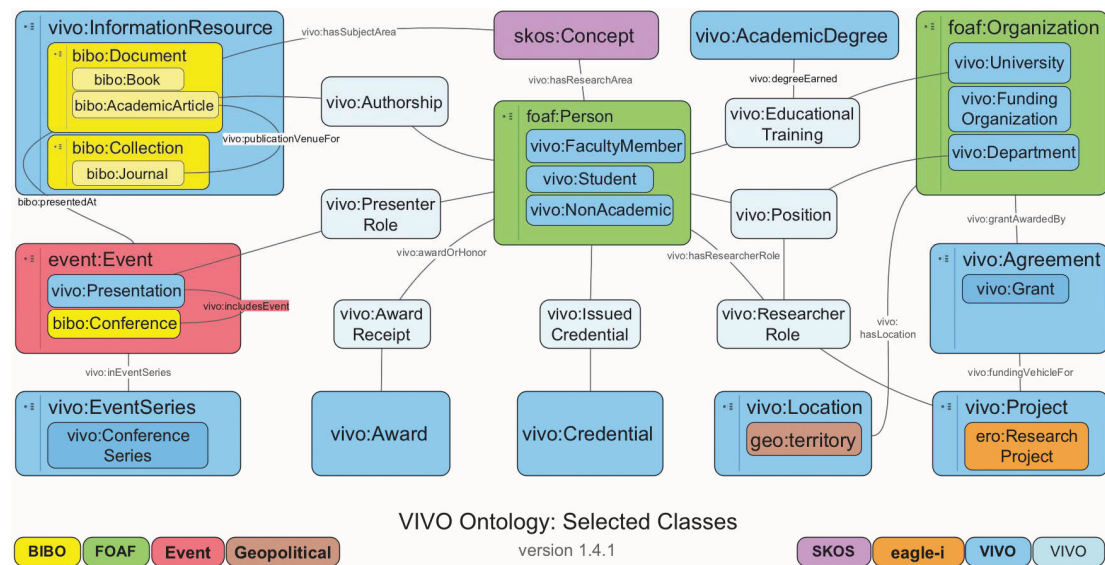 vivo:InformationResource
bibo:Document
bibo:Book
bibo:AcademicArticle
vivo:publicationVenueFor
bibo:Collection
bibo:Journal
bibo:presentedAt
vivo:hasSubjectArea
skos:Concept
vivo:hasResearchArea
vivo:AcademicDegree
vivo:degreeEarned
vivo:Authorship
vivo:Educational
Training
foaf:Person
vivo:FacultyMember
vivo:Student
vivo:NonAcademic
foaf:Organization
vivo:University
vivo:Funding
Organization
vivo:Department
vivo:Presenter
Role
vivo:Position
vivo:awardOrHonor
vivo:hasResearcherRole
vivo:grantAwardedBy
event:Event
vivo:Presentation
vivo:includesEvent
bibo:Conference
vivo:Award
Receipt
vivo:Issued
Credential
vivo:Researcher
Role
vivo:
hasLocation
vivo:Agreement
vivo:Grant
vivo:inEventSeries
vivo:fundingVehicleFor
vivo:EventSeries
vivo:Conference
Series
vivo:Award
vivo:Credential
vivo:Location
geo:territory
vivo:Project
ero:Research
Project
VIVO Ontology: Selected Classes
version 1.4.1
BIBO
FOAF
Event
Geopolitical
SKOS
eagle-i
VIVO
VIVO